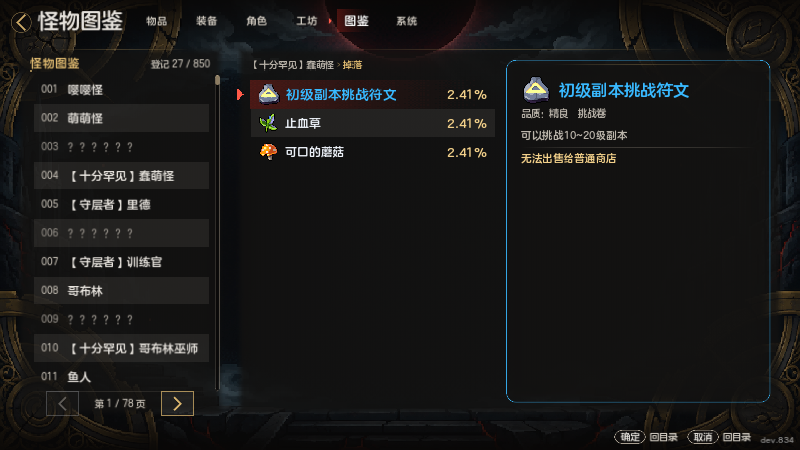 怪物图鉴 物品 装备 角色 工坊 图鉴 系统
怪物图鉴 登记 27 / 850
001 嘤嘤怪
002 萌萌怪
003 ? ? ? ? ? ?
004 【十分罕见】蠢萌怪
005 【守层者】里德
006 ? ? ? ? ? ?
007 【守层者】训练官
008 哥布林
009 ? ? ? ? ? ?
010 【十分罕见】哥布林巫师
011 鱼人
第 1 / 78 页
【十分罕见】蠢萌怪 · 掉落
初级副本挑战符文 2.41%
止血草 2.41%
可口的蘑菇 2.41%
初级副本挑战符文
品质: 精良 挑战卷
可以挑战10~20级副本
无法出售给普通商店
确定 回目录 取消 回目录 dev.834